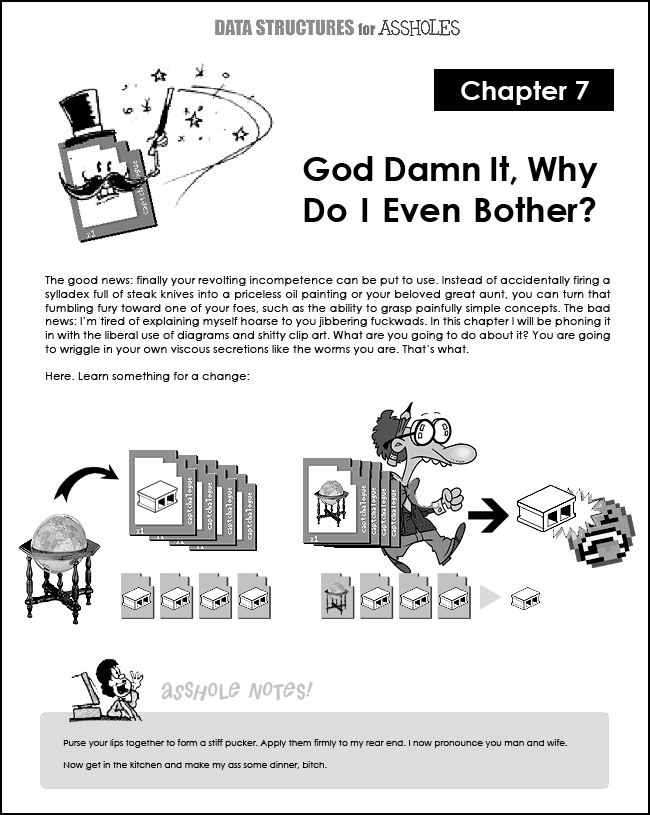 DATA STRUCTURES for ASSHOLES
Chapter 7
God Damn It, Why
Do I Even Bother?
captchalogue
x1
The good news: finally your revolting incompetence can be put to use. Instead of accidentally firing a
sylladex full of steak knives into a priceless oil painting or your beloved great aunt, you can turn that
fumbling fury toward one of your foes, such as the ability to grasp painfully simple concepts. The bad
news: I'm tired of explaining myself hoarse to you jibbering fuckwads. In this chapter I will be phoning it
in with the liberal use of diagrams and shitty clip art. What are you going to do about it? You are going
to wriggle in your own viscous secretions like the worms you are. That's what.
Here. Learn something for a change:
captchalogue
captchalogue
captchalogue
captchalogue
x1
captchalogue
captchalogue
captchalogue
captchalogue
x1
asshole notes!
Purse your lips together to form a stiff pucker. Apply them firmly to my rear end. I now pronounce you man and wife.
Now get in the kitchen and make my ass some dinner, bitch.